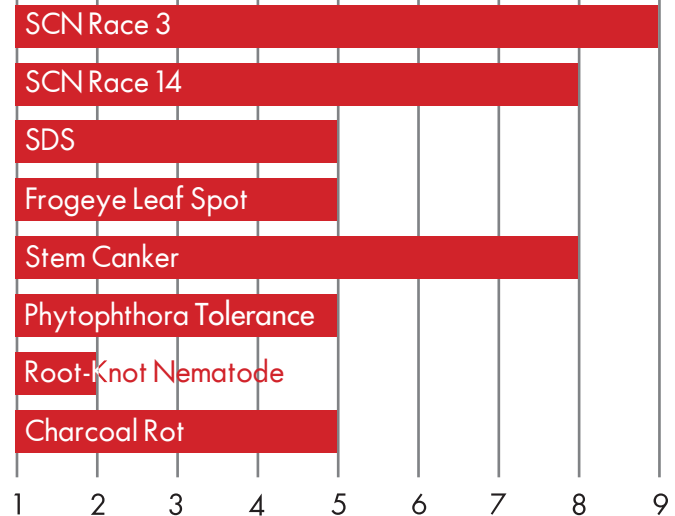 SCN Race 3
SCN Race 14
SDS
Frogeye Leaf Spot
Stem Canker
Phytophthora Tolerance
Root-Knot Nematode
Charcoal Rot
1 2 3 4 5 6 7 8 9